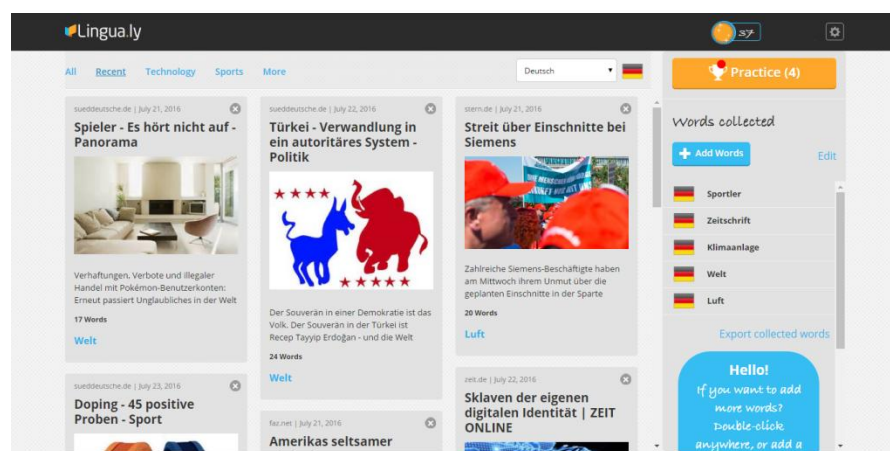 Lingua.ly
37
All Recent Technology Sports More
Deutsch
Practice (4)
sueddeutsche.de | July 21, 2016
Spieler - Es hört nicht auf -
Panorama
Verhaftungen, Verbote und illegaler
Handel mit Pokémon-Benutzerkonten:
Erneut passiert Unglaubliches in der Welt
17 Words
Welt
sueddeutsche.de | July 23, 2016
Doping - 45 positive
Proben - Sport
sueddeutsche.de | July 22, 2016
Türkei - Verwandlung in
ein autoritäres System -
Politik
Der Souverän in einer Demokratie ist das
Volk. Der Souverän in der Türkei ist
Recep Tayyip Erdoğan - und die Welt
24 Words
Welt
faz.net | July 21, 2016
Amerikas seltsamer
stern.de | July 21, 2016
Streit über Einschnitte bei
Siemens
Zahlreiche Siemens-Beschäftigte haben
am Mittwoch ihrem Unmut über die
geplanten Einschnitte in der Sparte
20 Words
Luft
zeit.de | July 22, 2016
Sklaven der eigenen
digitalen Identität | ZEIT
ONLINE
Words collected
Add Words
Edit
Sportler
Zeitschrift
Klimaanlage
Welt
Luft
Export collected words
Hello!
If you want to add
more words?
Double-click
anywhere, or add a